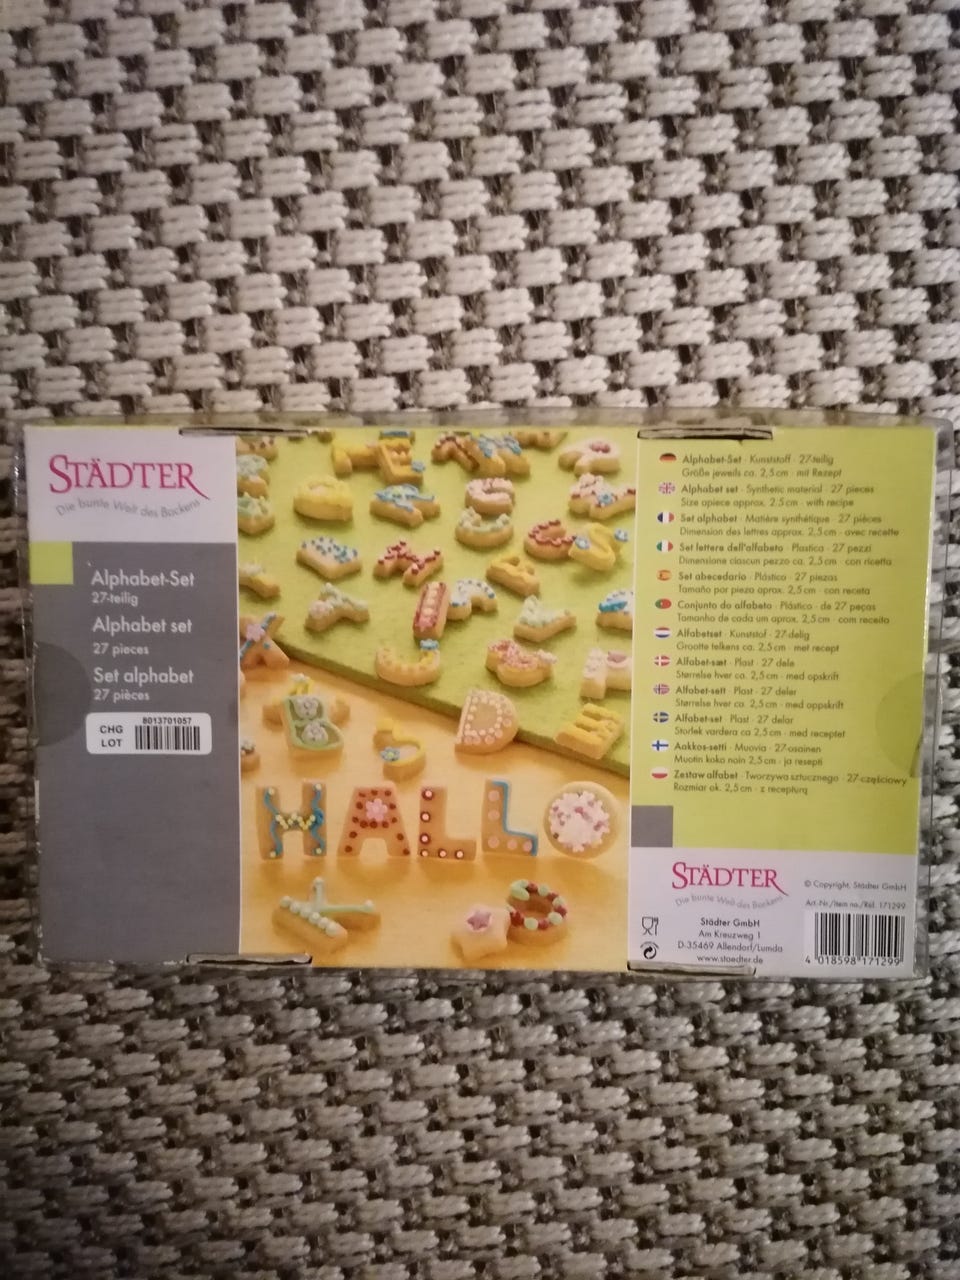 STÄDTER
Die bunte Welt des Backens
Alphabet-Set
27-teilig
Alphabet set
27 pieces
Set alphabet
27 pièces
CHG
LOT
8013701057
HALLO
Alphabet-Set · Kunststoff · 27-teilig
Größe jeweils ca. 2,5 cm · mit Rezept
Alphabet set · Synthetic material · 27 pieces
Size apiece approx. 2.5 cm · with recipe
Set alphabet · Matière synthétique · 27 pièces
Dimension des lettres approx. 2,5 cm · avec recette
Set lettere dell'alfabeto · Plastica · 27 pezzi
Dimensione ciascun pezzo ca. 2,5 cm · con ricetta
Set abecedario · Plástico · 27 piezas
Tamaño por pieza aprox. 2,5 cm · con receta
Conjunto do alfabeto · Plástico · de 27 peças
Tamanho de cada um aprox. 2,5 cm · com receita
Alfabetset · Kunststof · 27-delig
Grootte telkens ca. 2,5 cm · met recept
Alfabet-sæt · Plast · 27 dele
Størrelse hver ca. 2,5 cm · med opskrift
Alfabet-sett · Plast · 27 deler
Størrelse hver ca. 2,5 cm · med oppskrift
Alfabet-set · Plast · 27 delar
Storlek vardera ca 2,5 cm · med receptet
Aakkos-setti · Muovia · 27-osainen
Muotin koko noin 2,5 cm · ja resepti
Zestaw alfabet · Tworzywa sztucznego · 27-częściowy
Rozmiar ok. 2,5 cm · z recepturą
STÄDTER
Die bunte Welt des Backens
Städter GmbH
Am Kreuzweg 1
D-35469 Allendorf/Lumda
www.staedter.de
© Copyright, Städter GmbH
Art.-Nr./Item no./Réf. 171299
4 018598 171299